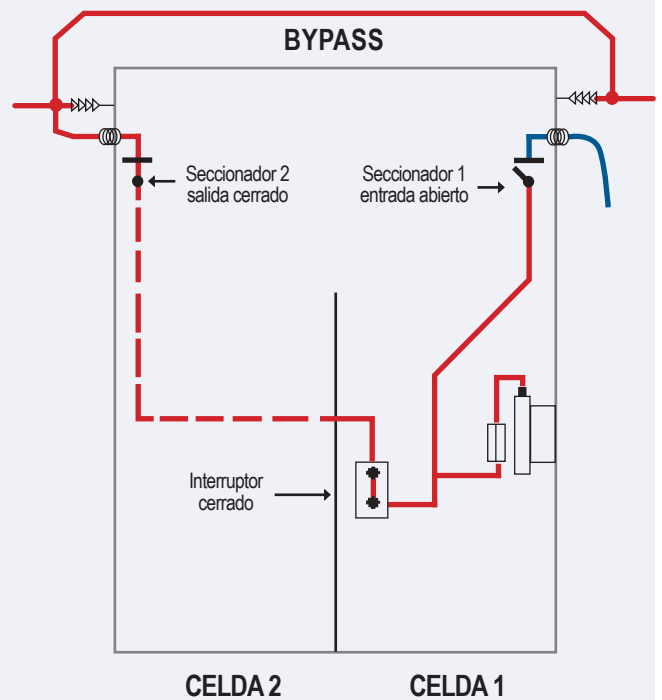 BYPASS
Seccionador 2
salida cerrado
Seccionador 1
entrada abierto
Interruptor
cerrado
CELDA 2
CELDA 1